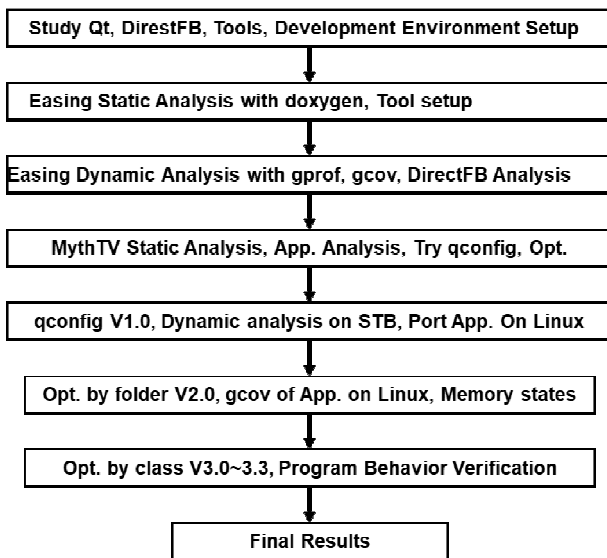 Study Qt, DirestFB, Tools, Development Environment Setup
Easing Static Analysis with doxygen, Tool setup
Easing Dynamic Analysis with gprof, gcov, DirectFB Analysis
MythTV Static Analysis, App. Analysis, Try qconfig, Opt.
qconfig V1.0, Dynamic analysis on STB, Port App. On Linux
Opt. by folder V2.0, gcov of App. on Linux, Memory states
Opt. by class V3.0~3.3, Program Behavior Verification
Final Results